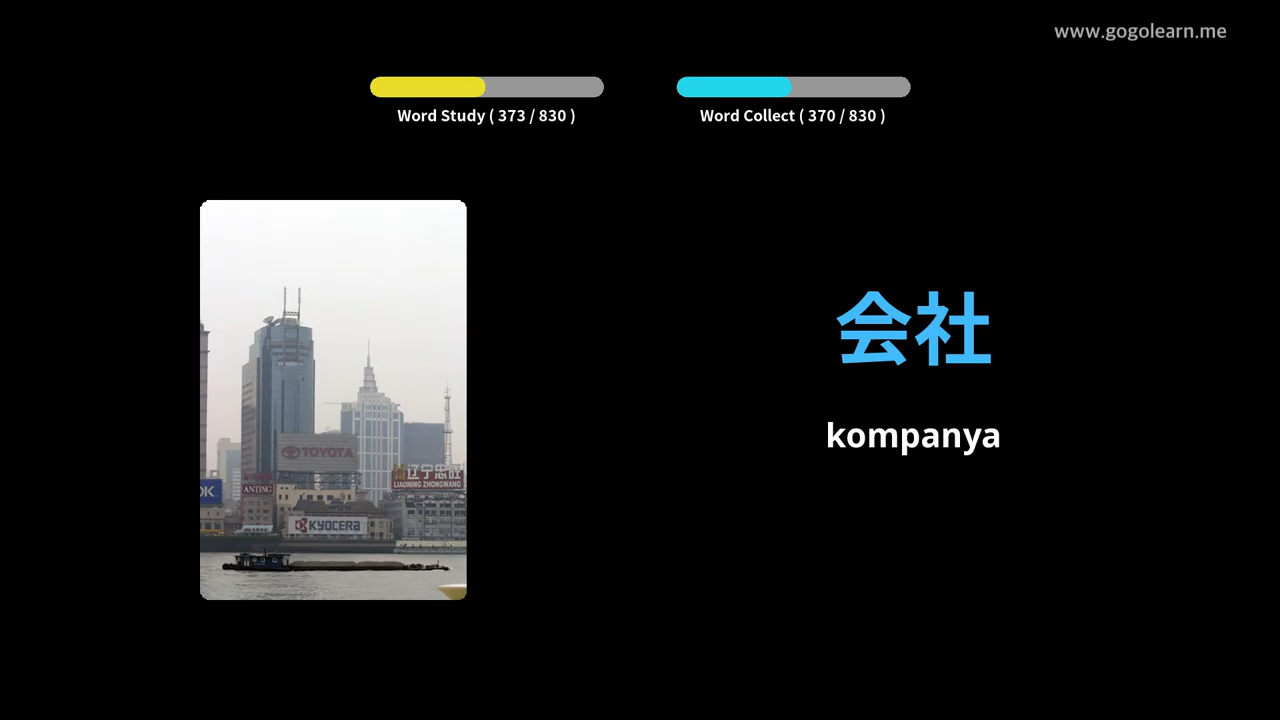 www.gogolearn.me
Word Study ( 373 / 830 )
Word Collect ( 370 / 830 )
会社
kompanya
TOYOTA
辽宁忠旺
LIAONING ZHONGWANG
ANTING
OK
KYOCERA